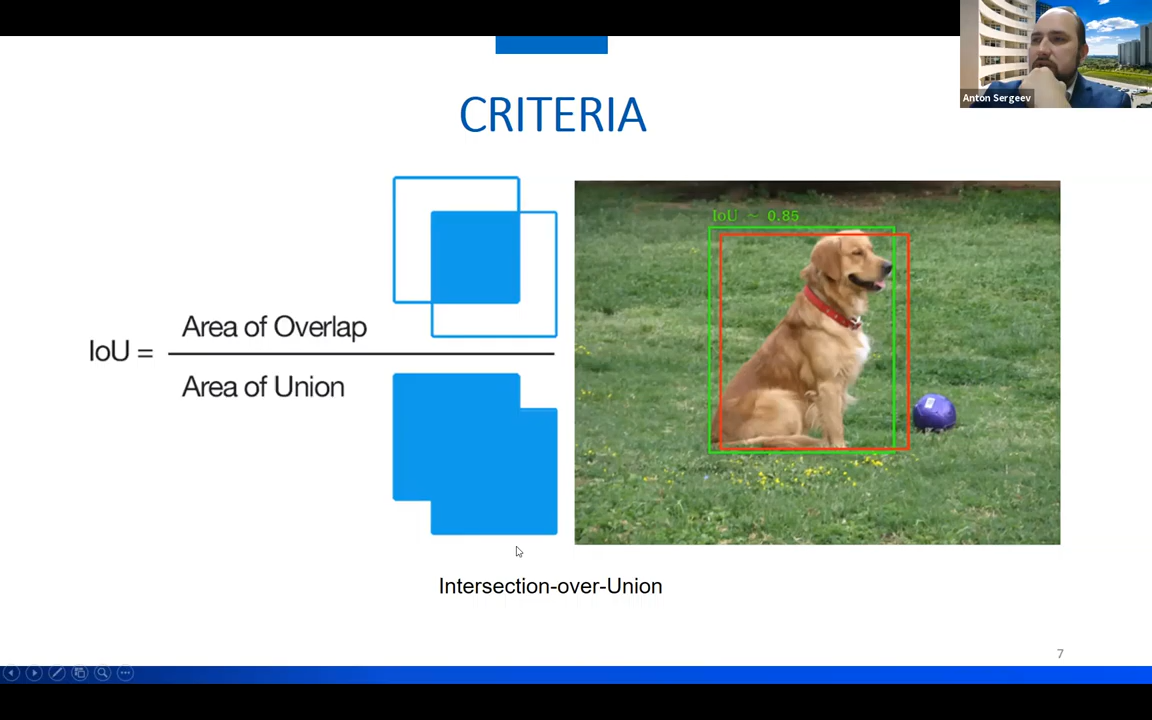 Anton Sergeev
CRITERIA
IoU ~ 0.85
IoU =
Area of Overlap
Area of Union
Intersection-over-Union
7